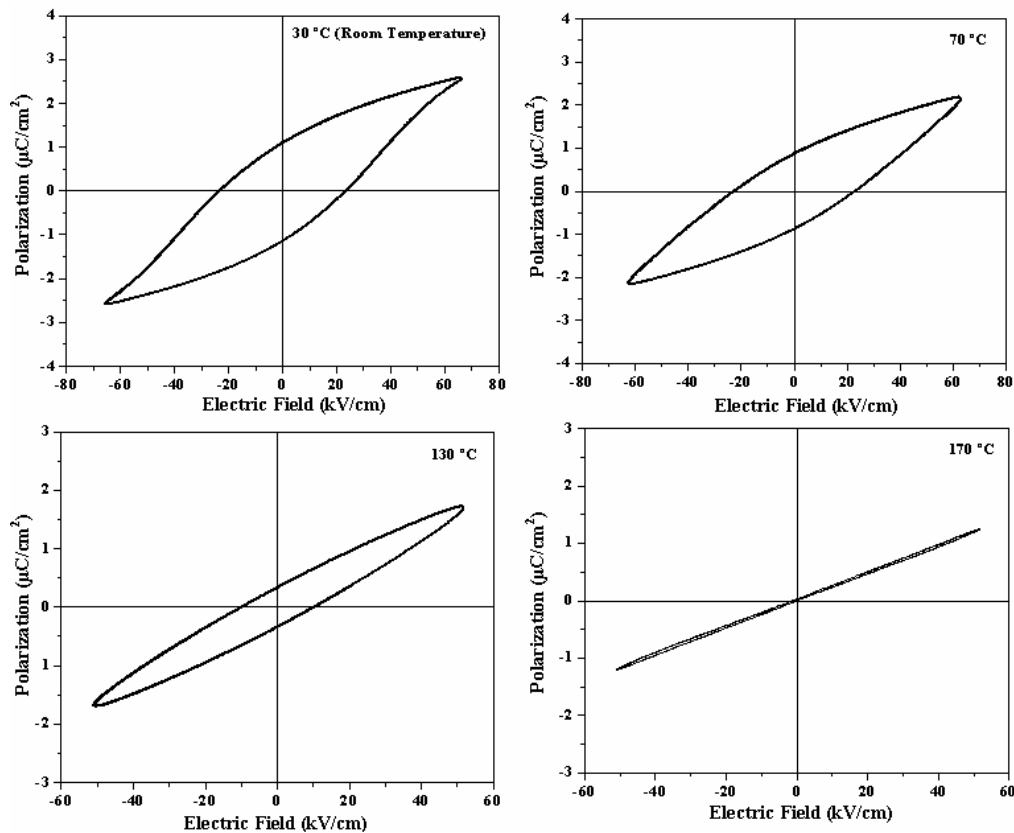 4
3
2
1
0
-1
-2
-3
-4
Polarization (µC/cm²)
30 °C (Room Temperature)
-80 -60 -40 -20 0 20 40 60 80
Electric Field (kV/cm)
4
3
2
1
0
-1
-2
-3
-4
Polarization (µC/cm²)
70 °C
-80 -60 -40 -20 0 20 40 60 80
Electric Field (kV/cm)
3
2
1
0
1
-2
-3
Polarization (µC/cm²)
130 °C
-60 -40 -20 0 20 40 60
Electric Field (kV/cm)
3
2
1
0
-1
-2
-3
Polarization (µC/cm²)
170 °C
-60 -40 -20 0 20 40 60
Electric Field (kV/cm)